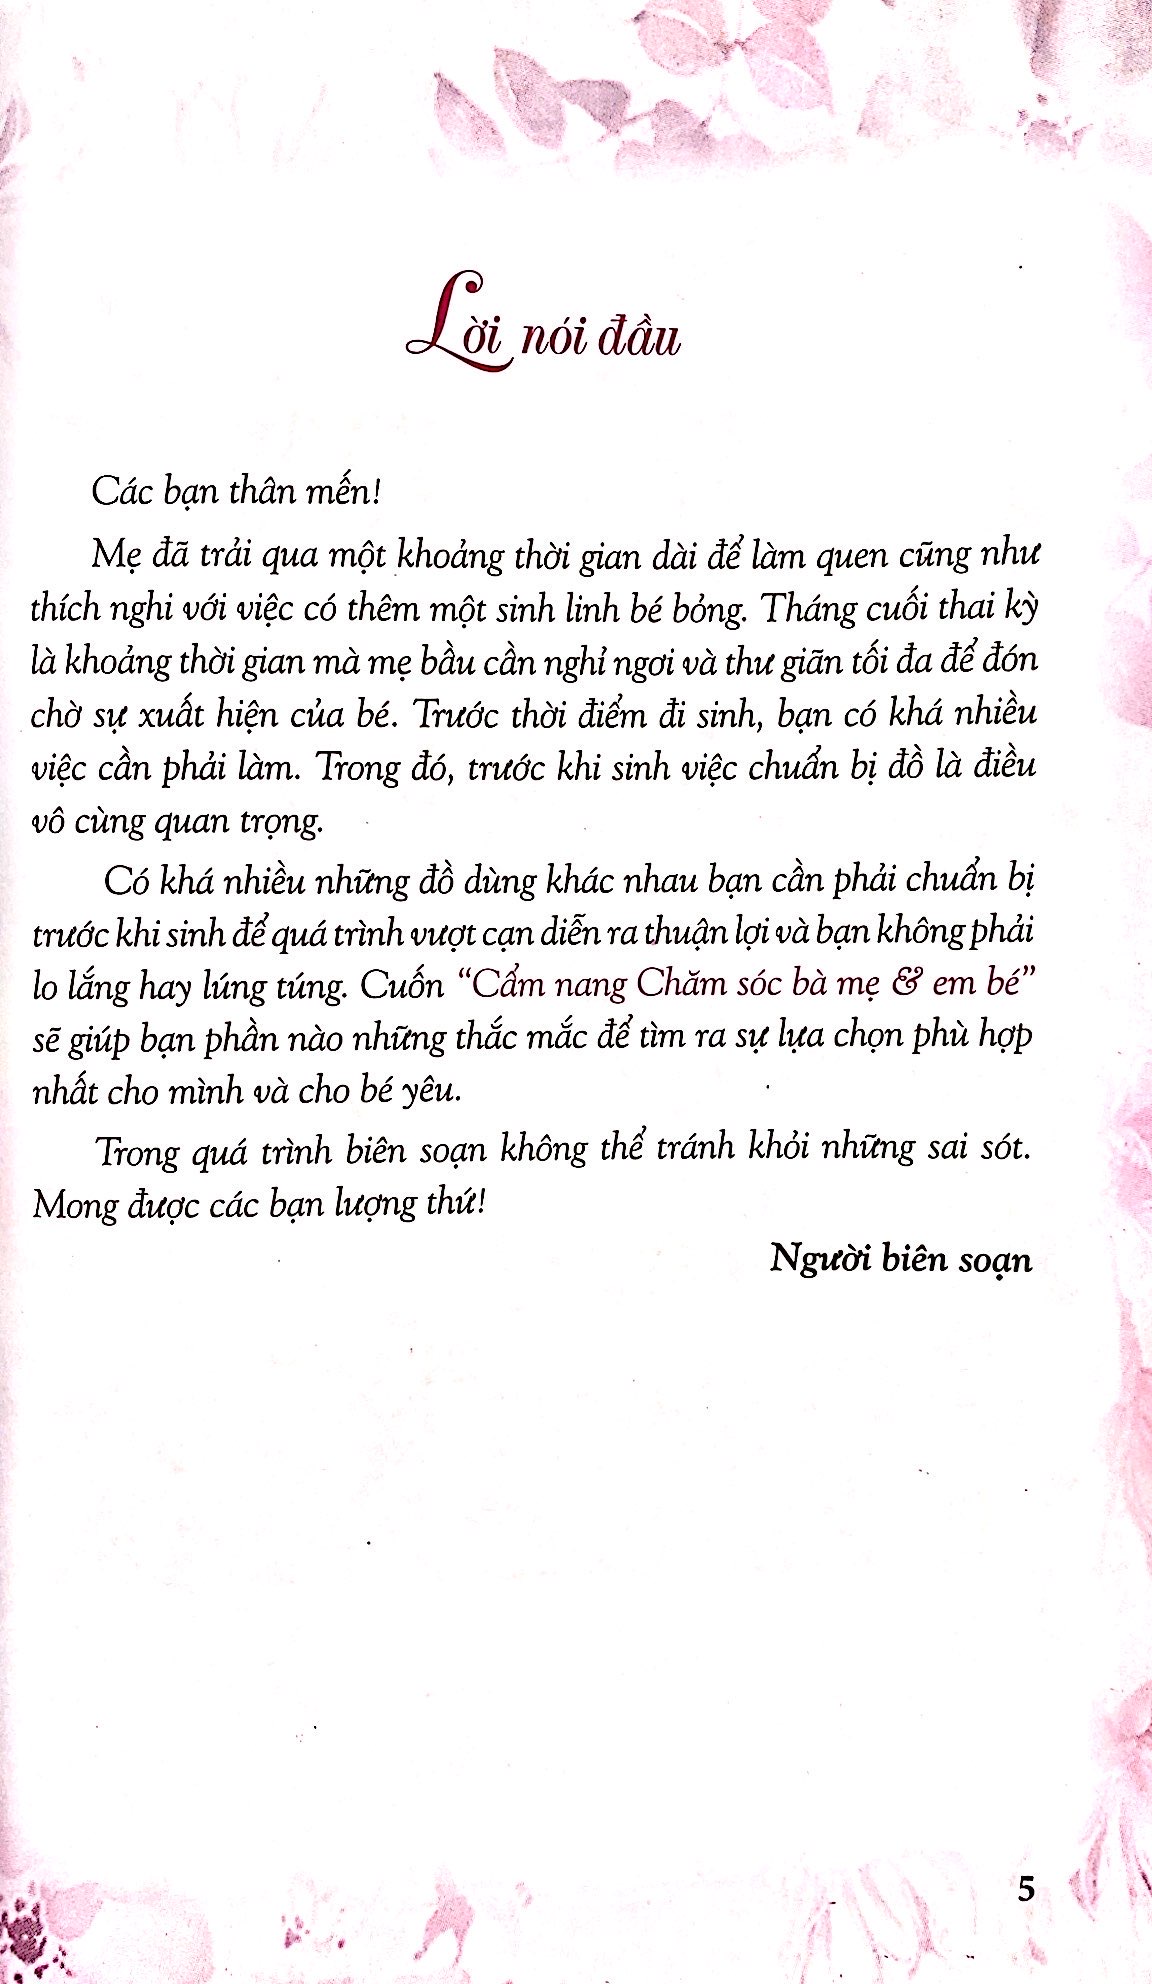 Lời nói đầu
Các bạn thân mến!
Mẹ đã trải qua một khoảng thời gian dài để làm quen cũng như
thích nghi với việc có thêm một sinh linh bé bỏng. Tháng cuối thai kỳ
là khoảng thời gian mà mẹ bầu cần nghỉ ngơi và thư giãn tối đa để đón
chờ sự xuất hiện của bé. Trước thời điểm đi sinh, bạn có khá nhiều
việc cần phải làm. Trong đó, trước khi sinh việc chuẩn bị đồ là điều
vô cùng quan trọng.
Có khá nhiều những đồ dùng khác nhau bạn cần phải chuẩn bị
trước khi sinh để quá trình vượt cạn diễn ra thuận lợi và bạn không phải
lo lắng hay lúng túng. Cuốn “Cẩm nang Chăm sóc bà mẹ & em bé”
sẽ giúp bạn phần nào những thắc mắc để tìm ra sự lựa chọn phù hợp
nhất cho mình và cho bé yêu.
Trong quá trình biên soạn không thể tránh khỏi những sai sót.
Mong được các bạn lượng thứ!
Người biên soạn
5